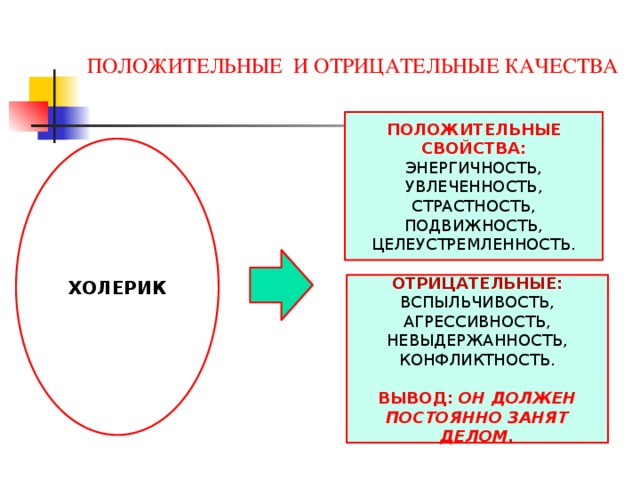 ПОЛОЖИТЕЛЬНЫЕ И ОТРИЦАТЕЛЬНЫЕ КАЧЕСТВА
ХОЛЕРИК
ПОЛОЖИТЕЛЬНЫЕ
СВОЙСТВА:
ЭНЕРГИЧНОСТЬ,
УВЛЕЧЕННОСТЬ,
СТРАСТНОСТЬ,
ПОДВИЖНОСТЬ,
ЦЕЛЕУСТРЕМЛЕННОСТЬ.
ОТРИЦАТЕЛЬНЫЕ:
ВСПЫЛЬЧИВОСТЬ,
АГРЕССИВНОСТЬ,
НЕВЫДЕРЖАННОСТЬ,
КОНФЛИКТНОСТЬ.
ВЫВОД: ОН ДОЛЖЕН
ПОСТОЯННО ЗАНЯТ
ДЕЛОМ.